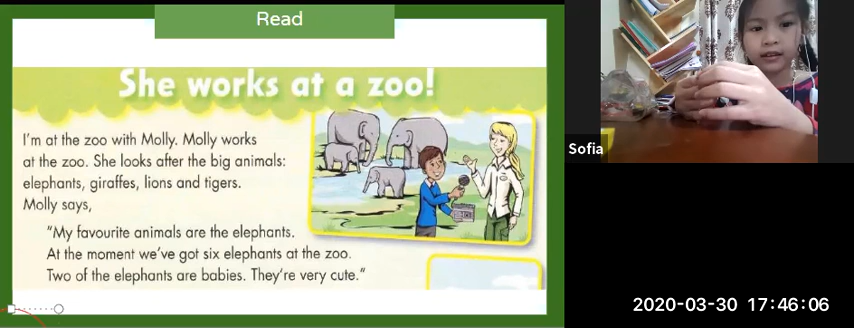 Read
She works at a zoo!
I'm at the zoo with Molly. Molly works
at the zoo. She looks after the big animals:
elephants, giraffes, lions and tigers.
Molly says,
"My favourite animals are the elephants.
At the moment we've got six elephants at the zoo.
Two of the elephants are babies. They're very cute."
Sofia
2020-03-30 17:46:06